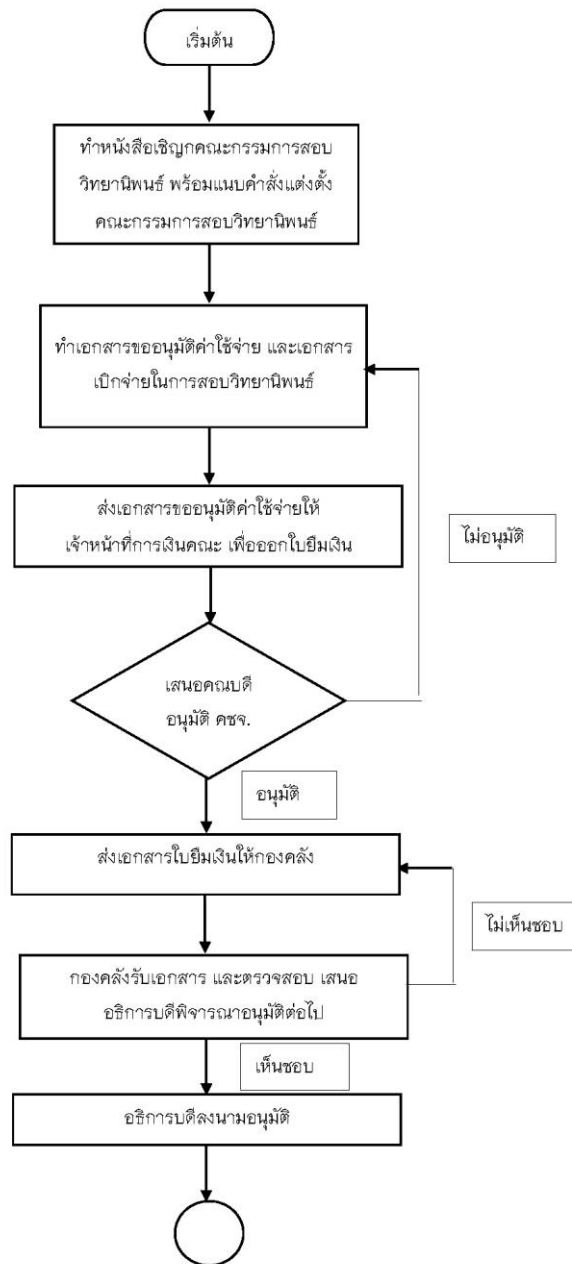 เริ่มต้น
ทำหนังสือเชิญกคณะกรรมการสอบ
วิทยานิพนธ์ พร้อมแนบคำสั่งแต่งตั้ง
คณะกรรมการสอบวิทยานิพนธ์
ทำเอกสารขออนุมัติค่าใช้จ่าย และเอกสาร
เบิกจ่ายในการสอบวิทยานิพนธ์
ส่งเอกสารขออนุมัติค่าใช้จ่ายให้
เจ้าหน้าที่การเงินคณะ เพื่อออกใบยืมเงิน
ไม่อนุมัติ
เสนอคณบดี
อนุมัติ คชจ.
อนุมัติ
ส่งเอกสารใบยืมเงินให้กองคลัง
ไม่เห็นชอบ
กองคลังรับเอกสาร และตรวจสอบ เสนอ
อธิการบดีพิจารณาอนุมัติต่อไป
เห็นชอบ
อธิการบดีลงนามอนุมัติ